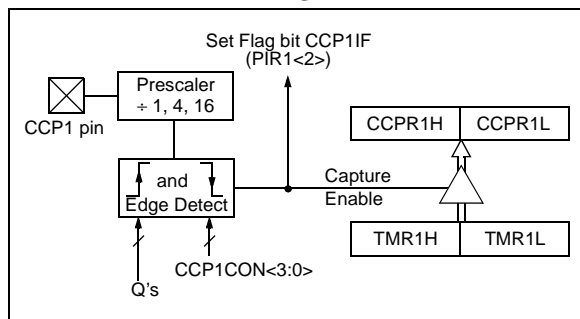 Set Flag bit CCP1IF
(PIR1<2>)
Prescaler
÷ 1, 4, 16
CCP1 pin
CCPR1H
CCPR1L
and
Edge Detect
Capture
Enable
TMR1H
TMR1L
CCP1CON<3:0>
Q's